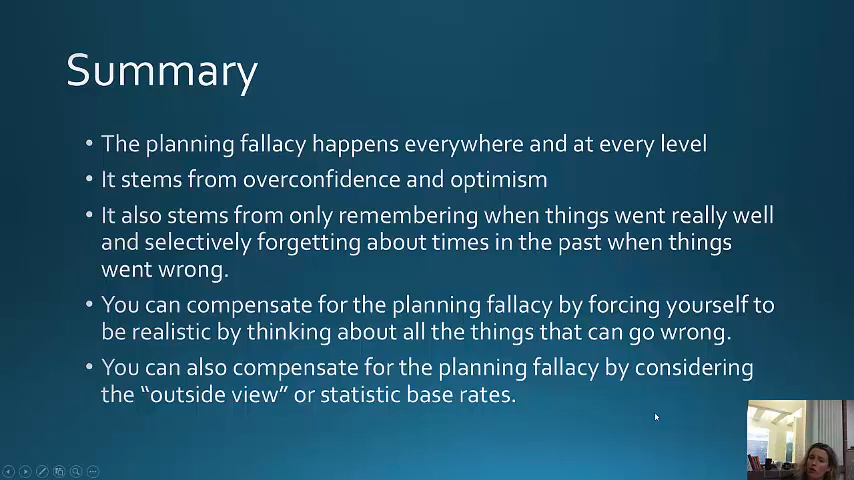 Summary
• The planning fallacy happens everywhere and at every level
• It stems from overconfidence and optimism
• It also stems from only remembering when things went really well
and selectively forgetting about times in the past when things
went wrong.
• You can compensate for the planning fallacy by forcing yourself to
be realistic by thinking about all the things that can go wrong.
• You can also compensate for the planning fallacy by considering
the “outside view” or statistic base rates.